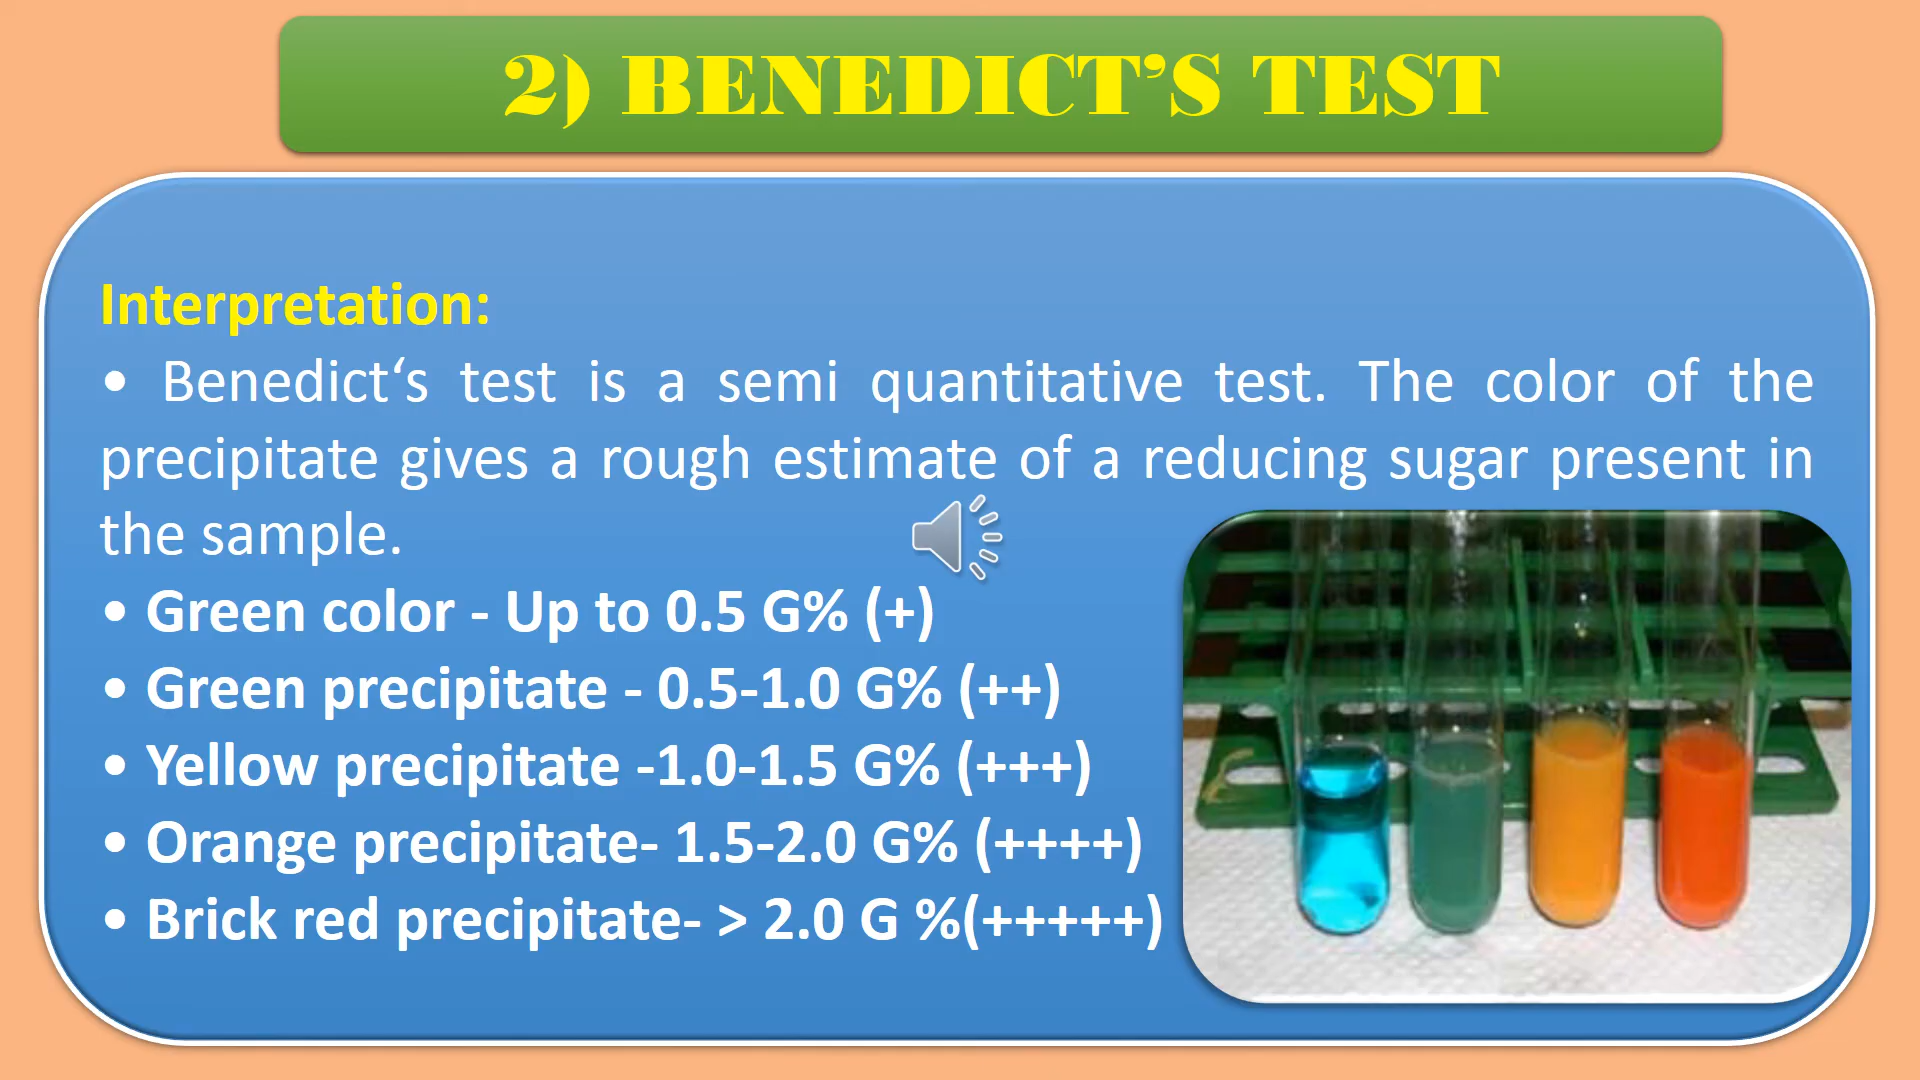 2) BENEDICT’S TEST
Interpretation:
• Benedict‘s test is a semi quantitative test. The color of the
precipitate gives a rough estimate of a reducing sugar present in
the sample.
• Green color - Up to 0.5 G% (+)
• Green precipitate - 0.5-1.0 G% (++)
• Yellow precipitate -1.0-1.5 G% (+++)
• Orange precipitate- 1.5-2.0 G% (++++)
• Brick red precipitate- > 2.0 G %(+++++)